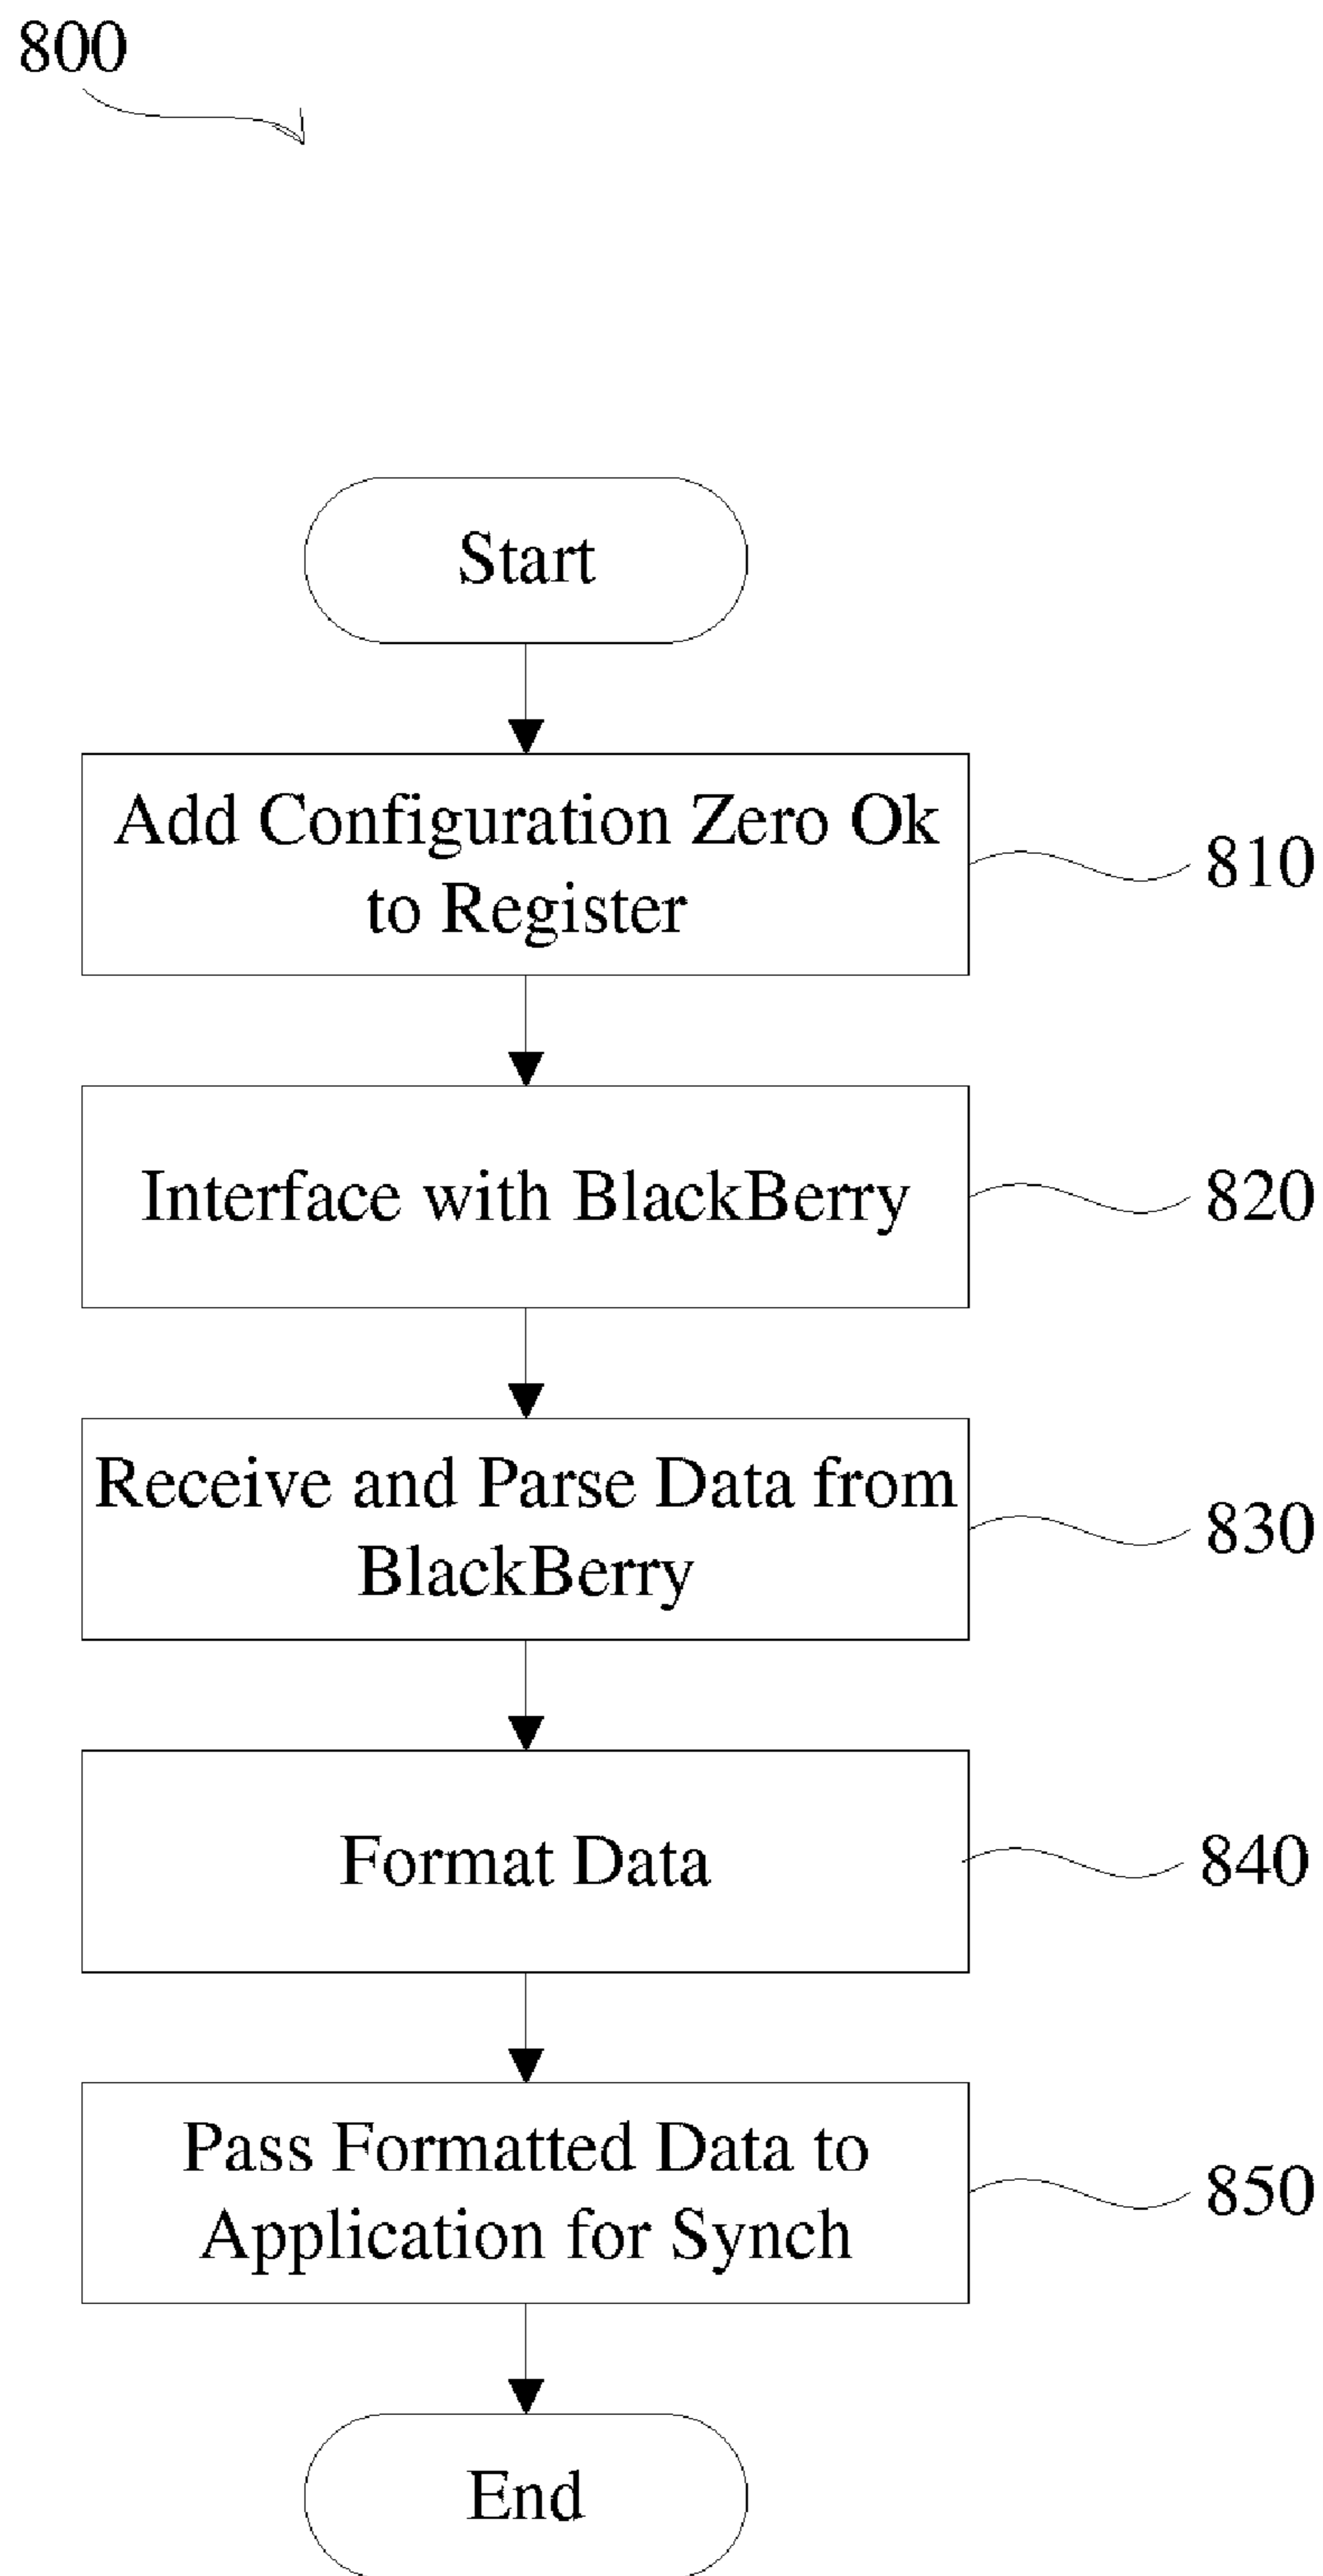 800
Start
Add Configuration Zero Ok
to Register
810
Interface with BlackBerry
820
Receive and Parse Data from
BlackBerry
830
Format Data
840
Pass Formatted Data to
Application for Synch
850
End